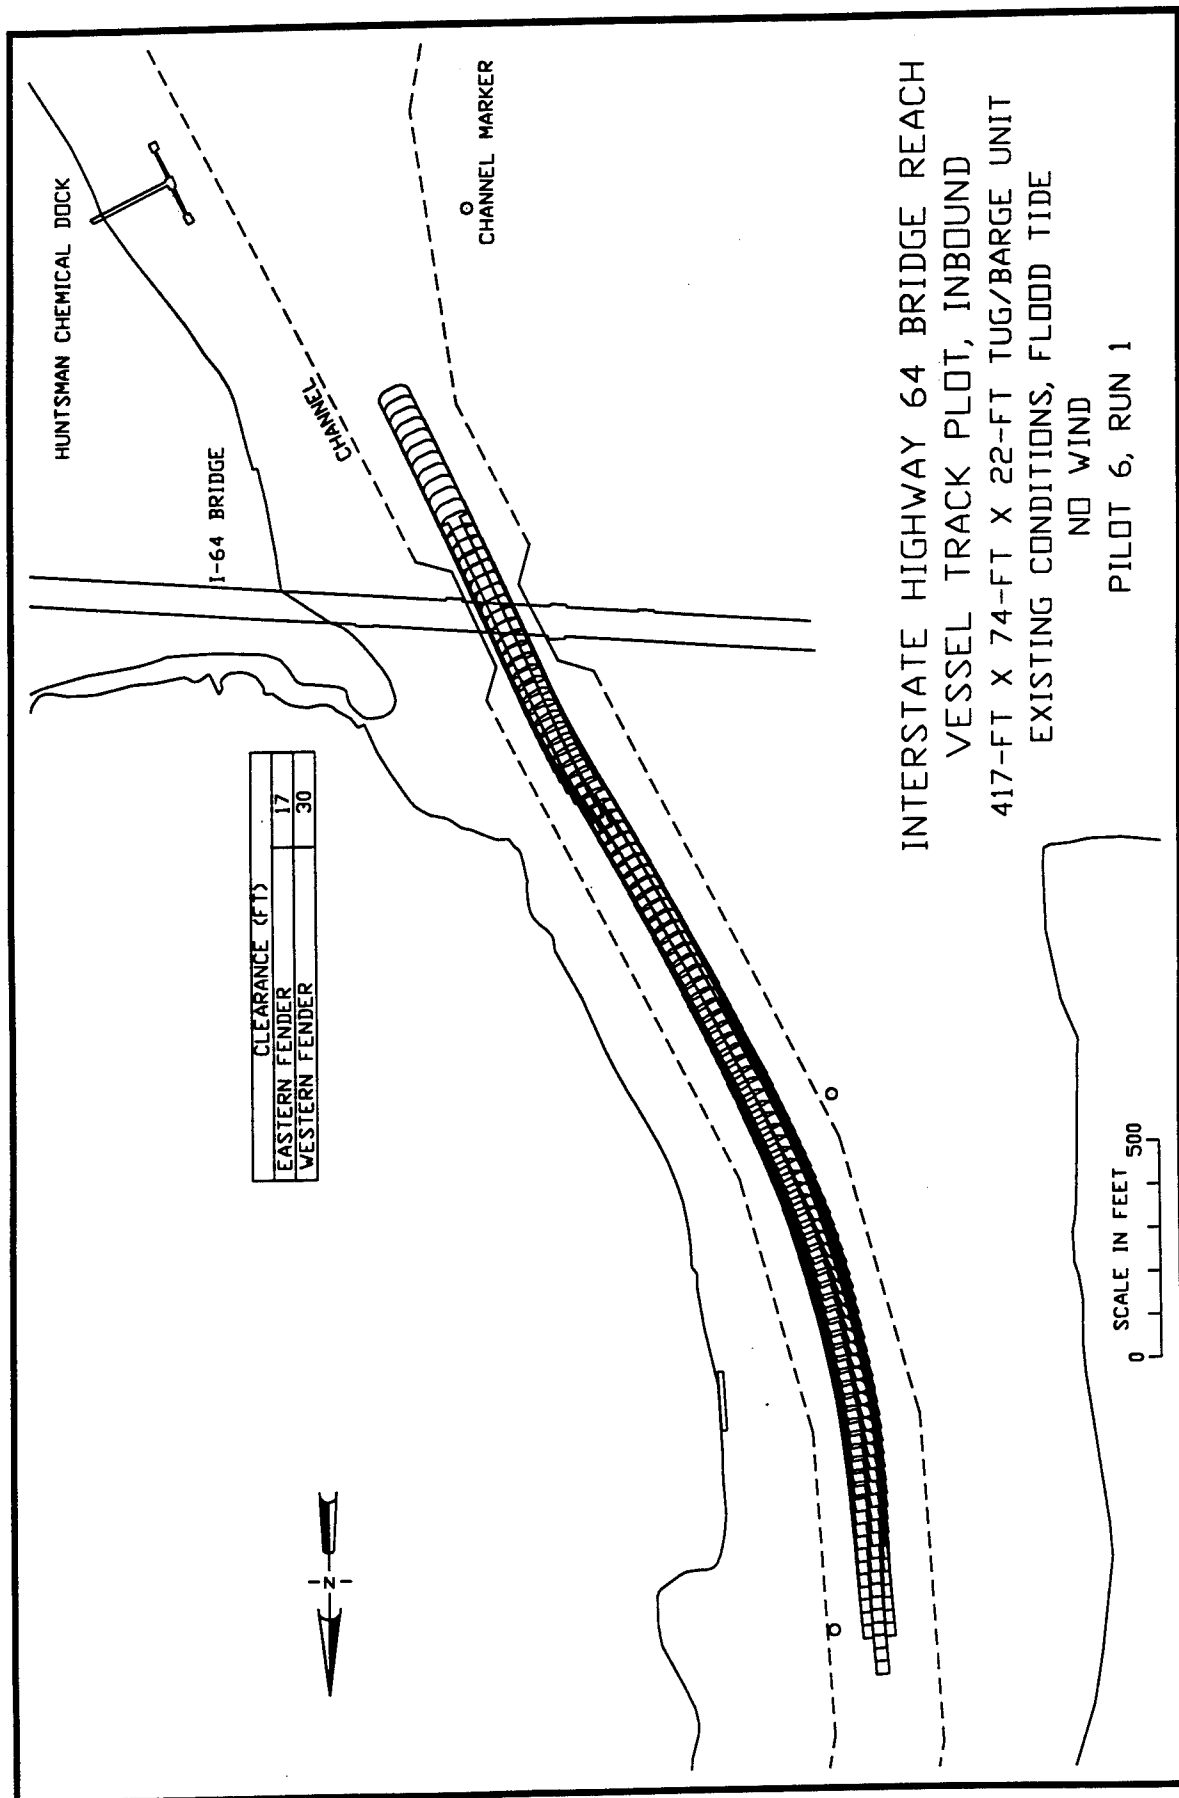 HUNTSMAN CHEMICAL DOCK
CHANNEL MARKER
CHANNEL
I-64 BRIDGE
CLEARANCE (FT)
EASTERN FENDER 17
WESTERN FENDER 30
N
SCALE IN FEET
0 500
INTERSTATE HIGHWAY 64 BRIDGE REACH
VESSEL TRACK PLOT, INBOUND
417-FT X 74-FT X 22-FT TUG/BARGE UNIT
EXISTING CONDITIONS, FLOOD TIDE
NO WIND
PILOT 6, RUN 1